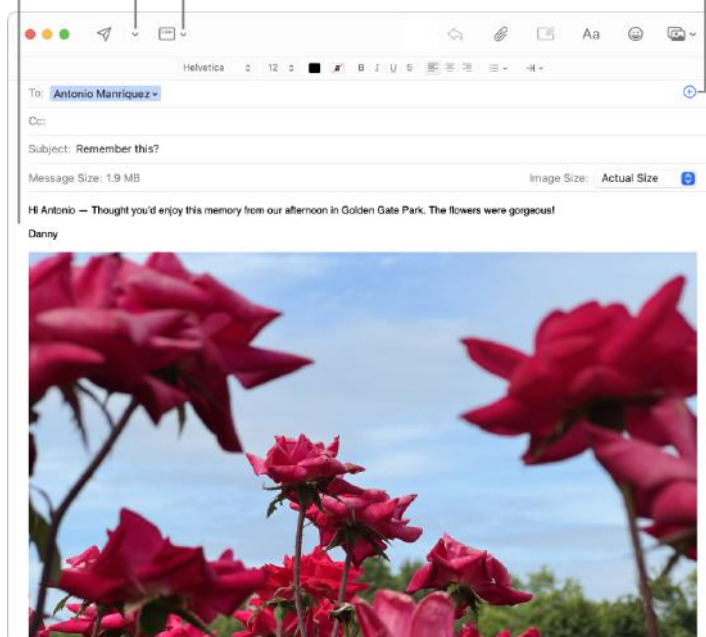 Aa
Helvetica 12 B I U S
To: Antonio Manriquez
Cc:
Subject: Remember this?
Message Size: 1.9 MB Image Size: Actual Size
Hi Antonio — Thought you'd enjoy this memory from our afternoon in Golden Gate Park. The flowers were gorgeous!
Danny